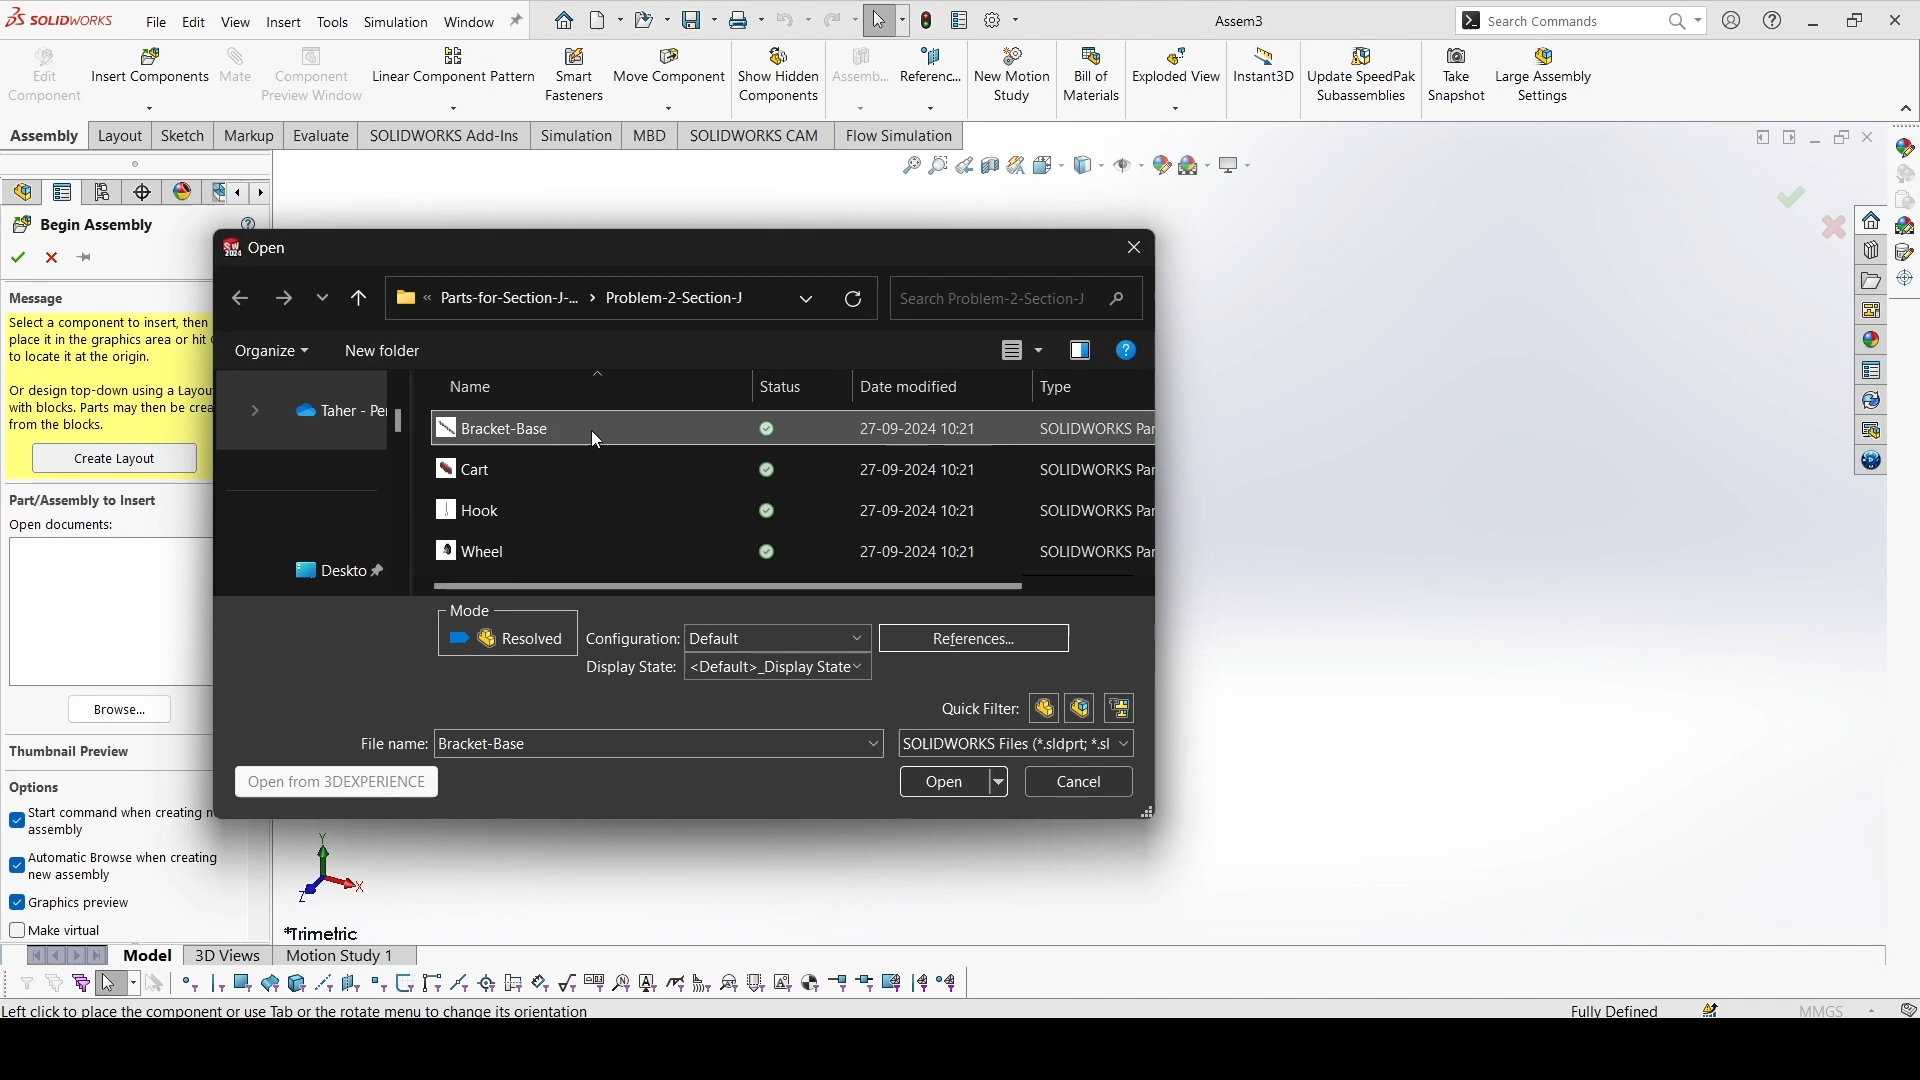 SOLIDWORKS
File
Edit
View
Insert
Tools
Simulation
Window
Assem3
Search Commands
Edit
Component
Insert Components
Mate
Component
Preview Window
Linear Component Pattern
Smart
Fasteners
Move Component
Show Hidden
Components
Assemb...
Referenc...
New Motion
Study
Bill of
Materials
Exploded View
Instant3D
Update SpeedPak
Subassemblies
Take
Snapshot
Large Assembly
Settings
Assembly
Layout
Sketch
Markup
Evaluate
SOLIDWORKS Add-Ins
Simulation
MBD
SOLIDWORKS CAM
Flow Simulation
Begin Assembly
Message
Select a component to insert, then
place it in the graphics area or hit
to locate it at the origin.
Or design top-down using a Layou
with blocks. Parts may then be crea
from the blocks.
Create Layout
Part/Assembly to Insert
Open documents:
Browse...
Thumbnail Preview
Options
Start command when creating n
assembly
Automatic Browse when creating
new assembly
Graphics preview
Make virtual
SW
2024
Open
« Parts-for-Section-J-... › Problem-2-Section-J
Search Problem-2-Section-J
Organize
New folder
Name
Status
Date modified
Type
Taher - Per
Deskto
Bracket-Base
27-09-2024 10:21
SOLIDWORKS Par
Cart
27-09-2024 10:21
SOLIDWORKS Par
Hook
27-09-2024 10:21
SOLIDWORKS Par
Wheel
27-09-2024 10:21
SOLIDWORKS Par
Mode
Resolved
Configuration:
Default
References...
Display State:
<Default>_Display State
Quick Filter:
File name:
Bracket-Base
SOLIDWORKS Files (*.sldprt; *.sl
Open from 3DEXPERIENCE
Open
Cancel
Y
X
Z
*Trimetric
Model
3D Views
Motion Study 1
Left click to place the component or use Tab or the rotate menu to change its orientation
Fully Defined
MMGS